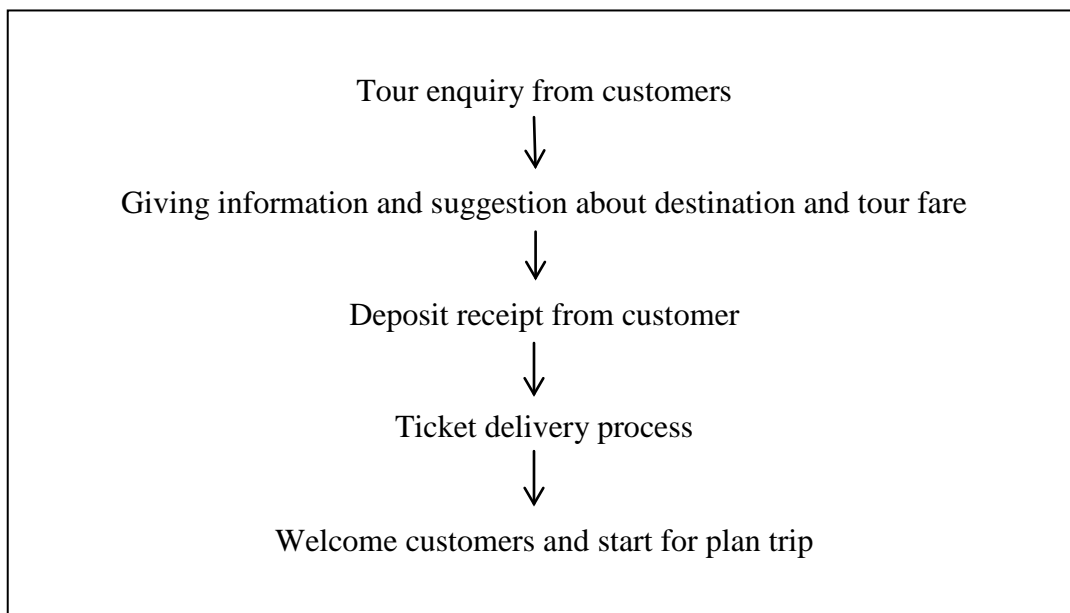 Tour enquiry from customers
Giving information and suggestion about destination and tour fare
Deposit receipt from customer
Ticket delivery process
Welcome customers and start for plan trip